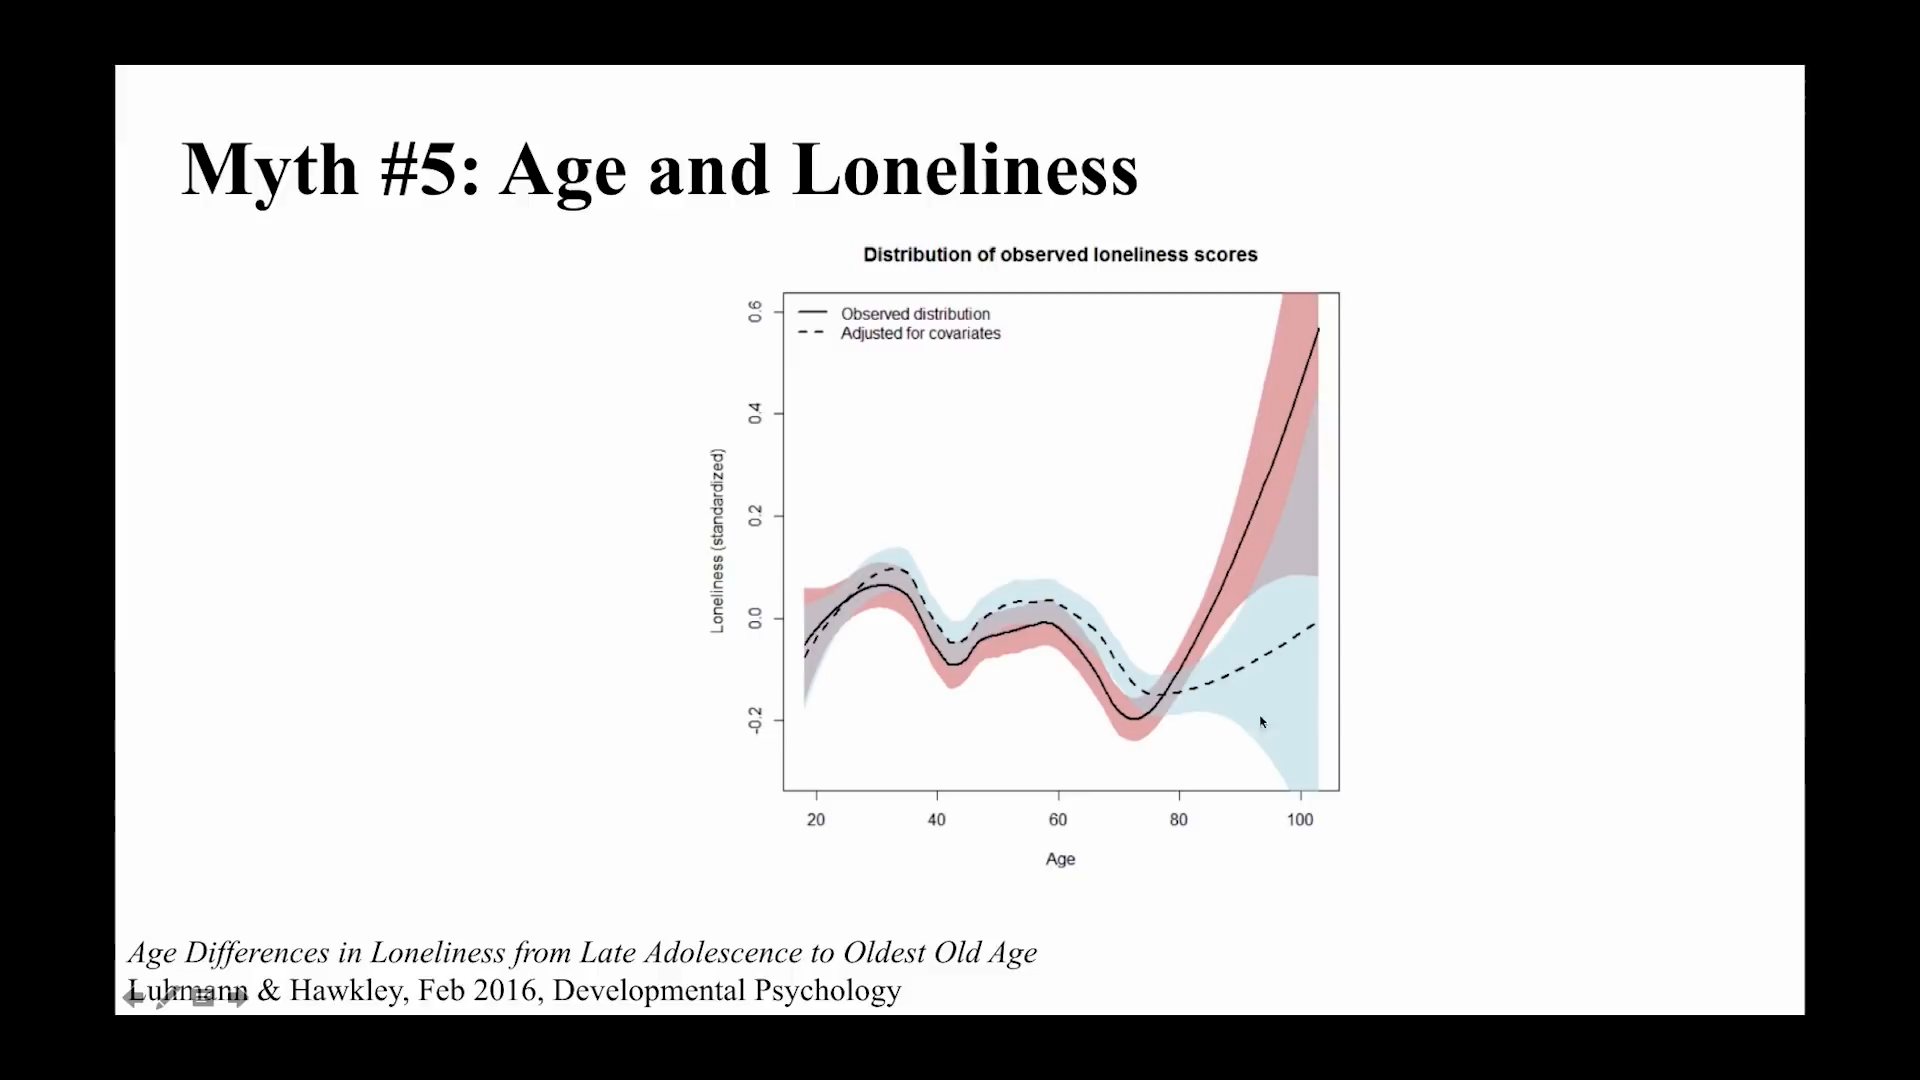 Myth #5: Age and Loneliness
Distribution of observed loneliness scores
Observed distribution
Adjusted for covariates
Loneliness (standardized)
0.6
0.4
0.2
0.0
-0.2
20 40 60 80 100
Age
Age Differences in Loneliness from Late Adolescence to Oldest Old Age
Luhmann & Hawkley, Feb 2016, Developmental Psychology